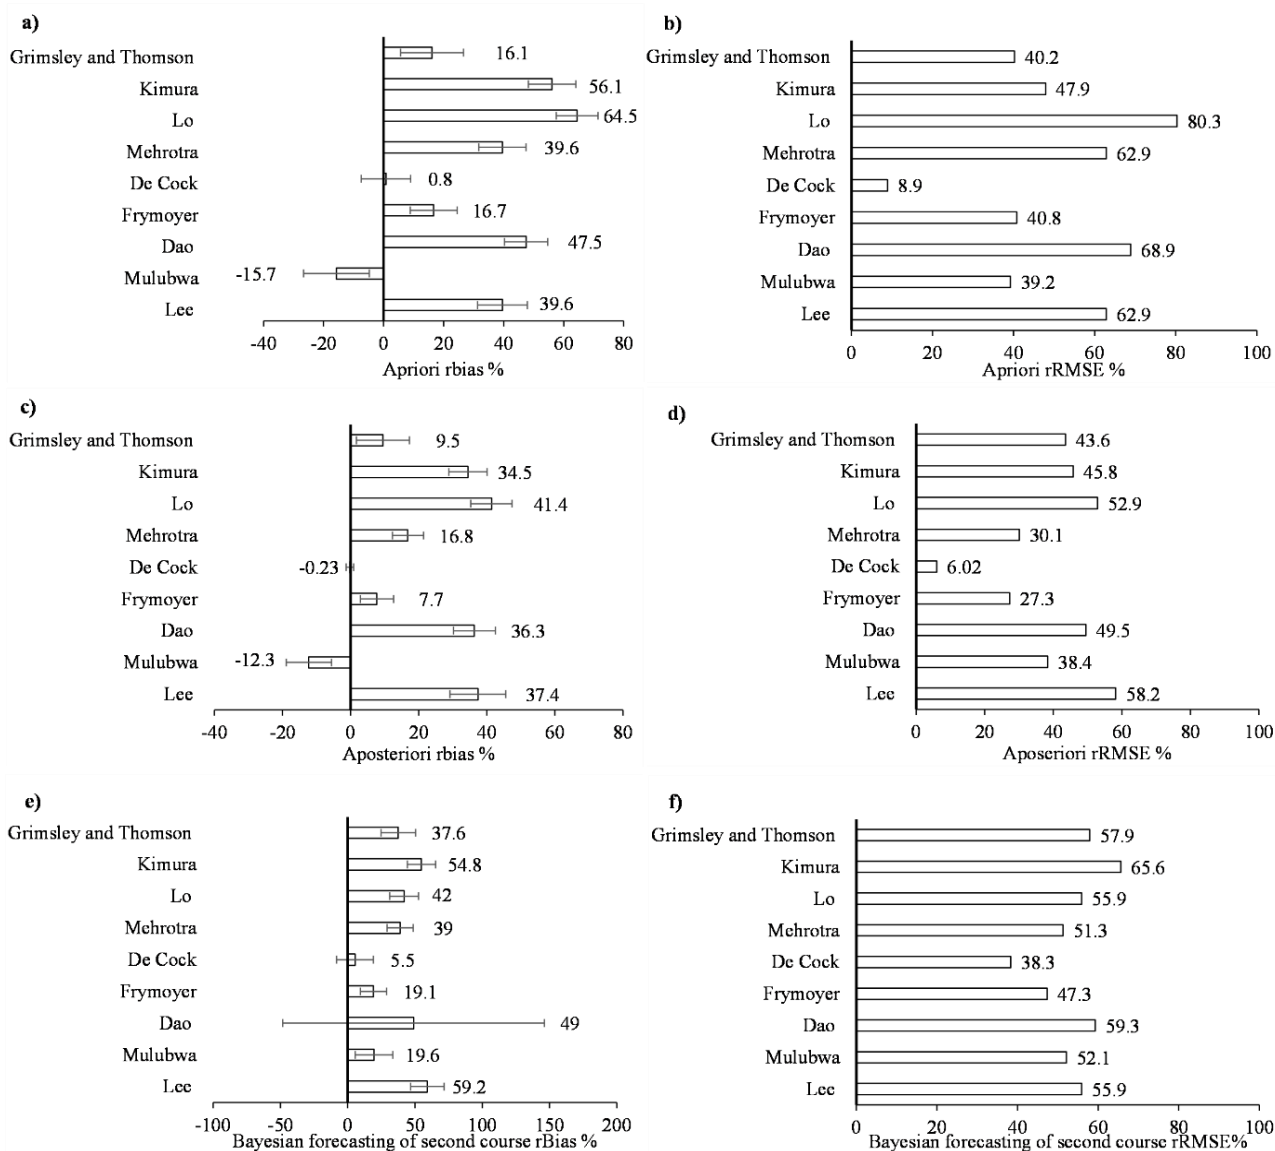 a)
Grimsley and Thomson 16.1
Kimura 56.1
Lo 64.5
Mehrotra 39.6
De Cock 0.8
Frymoyer 16.7
Dao 47.5
Mulubwa -15.7
Lee 39.6
-40 -20 0 20 40 60 80
Apriori rbias %
b)
Grimsley and Thomson 40.2
Kimura 47.9
Lo 80.3
Mehrotra 62.9
De Cock 8.9
Frymoyer 40.8
Dao 68.9
Mulubwa 39.2
Lee 62.9
0 20 40 60 80 100
Apriori rRMSE %
c)
Grimsley and Thomson 9.5
Kimura 34.5
Lo 41.4
Mehrotra 16.8
De Cock -0.23
Frymoyer 7.7
Dao 36.3
Mulubwa -12.3
Lee 37.4
-40 -20 0 20 40 60 80
Aposteriori rbias %
d)
Grimsley and Thomson 43.6
Kimura 45.8
Lo 52.9
Mehrotra 30.1
De Cock 6.02
Frymoyer 27.3
Dao 49.5
Mulubwa 38.4
Lee 58.2
0 20 40 60 80 100
Aposeriori rRMSE %
e)
Grimsley and Thomson 37.6
Kimura 54.8
Lo 42
Mehrotra 39
De Cock 5.5
Frymoyer 19.1
Dao 49
Mulubwa 19.6
Lee 59.2
-100 -50 0 50 100 150 200
Bayesian forecasting of second course rBias %
f)
Grimsley and Thomson 57.9
Kimura 65.6
Lo 55.9
Mehrotra 51.3
De Cock 38.3
Frymoyer 47.3
Dao 59.3
Mulubwa 52.1
Lee 55.9
0 20 40 60 80 100
Bayesian forecasting of second course rRMSE%